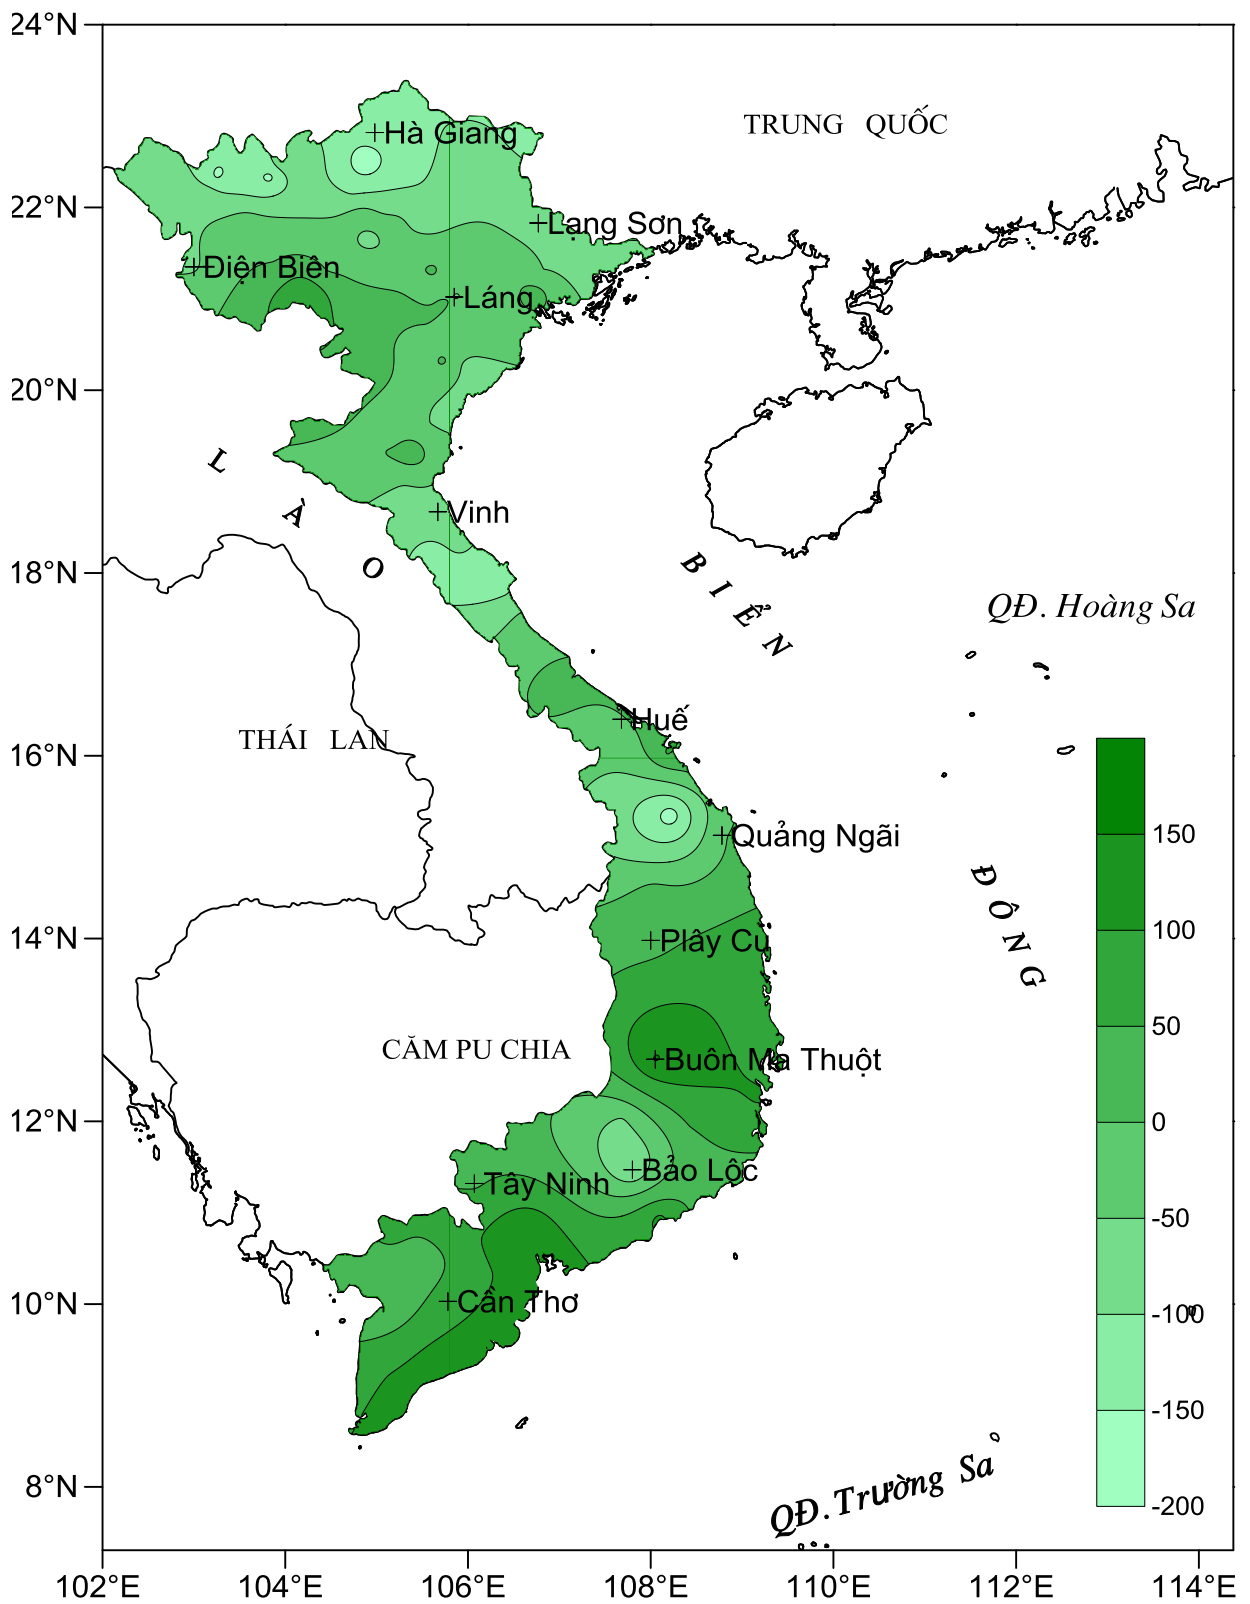 24°N
Hà Giang
TRUNG QUỐC
22°N
Lạng Sơn
Điện Biên
Láng
20°N
L
À
O
Vinh
18°N
BIỂN
QĐ. Hoàng Sa
Huế
THÁI LAN
16°N
150
Quảng Ngãi
ĐÔNG
100
14°N
Plây Cu
50
CĂM PU CHIA
Buôn Ma Thuột
12°N
0
Bảo Lộc
Tây Ninh
-50
10°N
Cần Thơ
-100
-150
8°N
QĐ. Trường Sa
-200
102°E 104°E 106°E 108°E 110°E 112°E 114°E